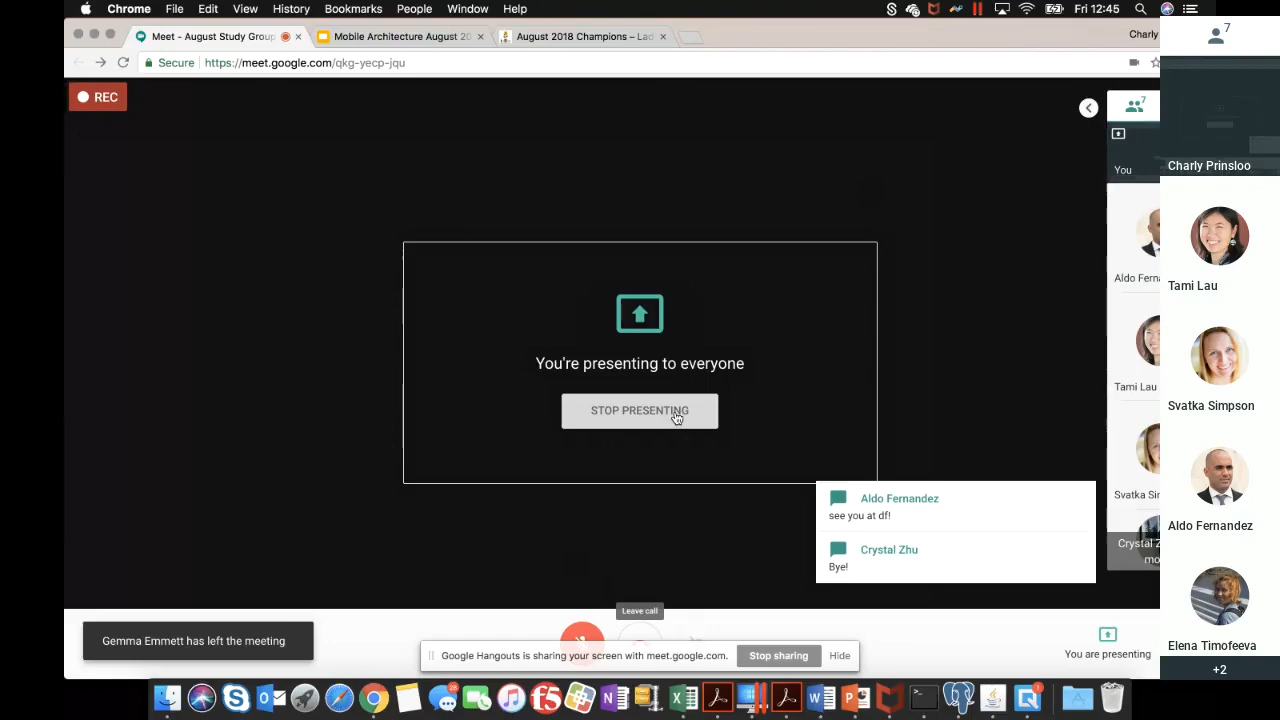 Chrome File Edit View History Bookmarks People Window Help
Fri 12:45
Meet - August Study Group
Mobile Architecture August 20
August 2018 Champions – Lad
Charly
Secure
https://meet.google.com/qkg-yecp-jqu
REC
7
7
You
Charly Prinsloo
Aldo Ferna
Tami Lau
Tami Lau
Svatka Simpson
Svatka Sim
Aldo Fernandez
Crystal Z
mo
Elena Timofeeva
+2
You're presenting to everyone
STOP PRESENTING
Aldo Fernandez
see you at df!
Crystal Zhu
Bye!
Leave call
Gemma Emmett has left the meeting
Google Hangouts is sharing your screen with meet.google.com.
Stop sharing
Hide
You are presenting